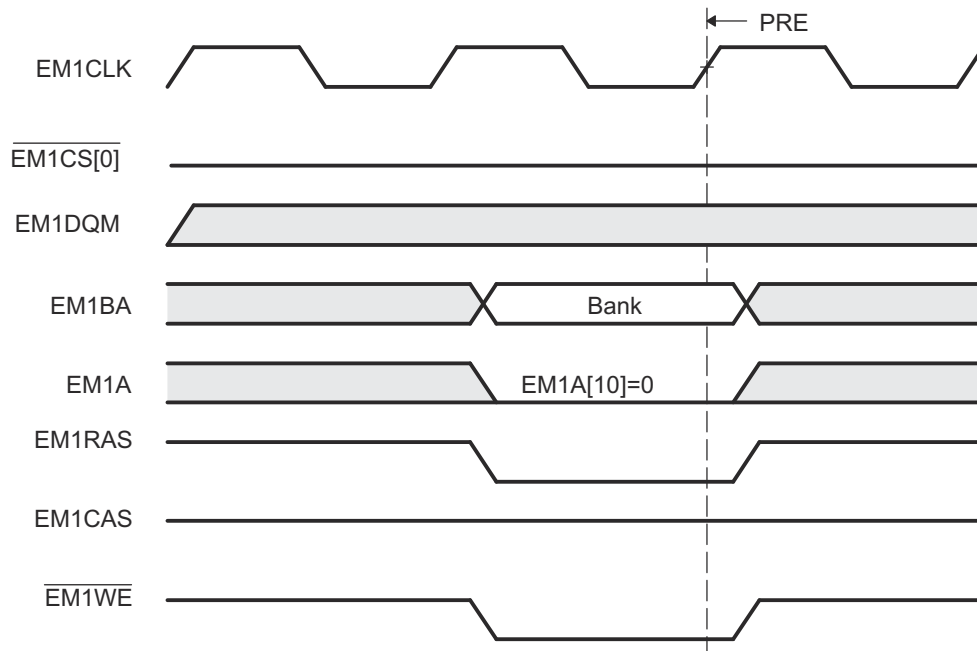 PRE
EM1CLK
EM1CS[0]
EM1DQM
EM1BA
Bank
EM1A
EM1A[10]=0
EM1RAS
EM1CAS
EM1WE